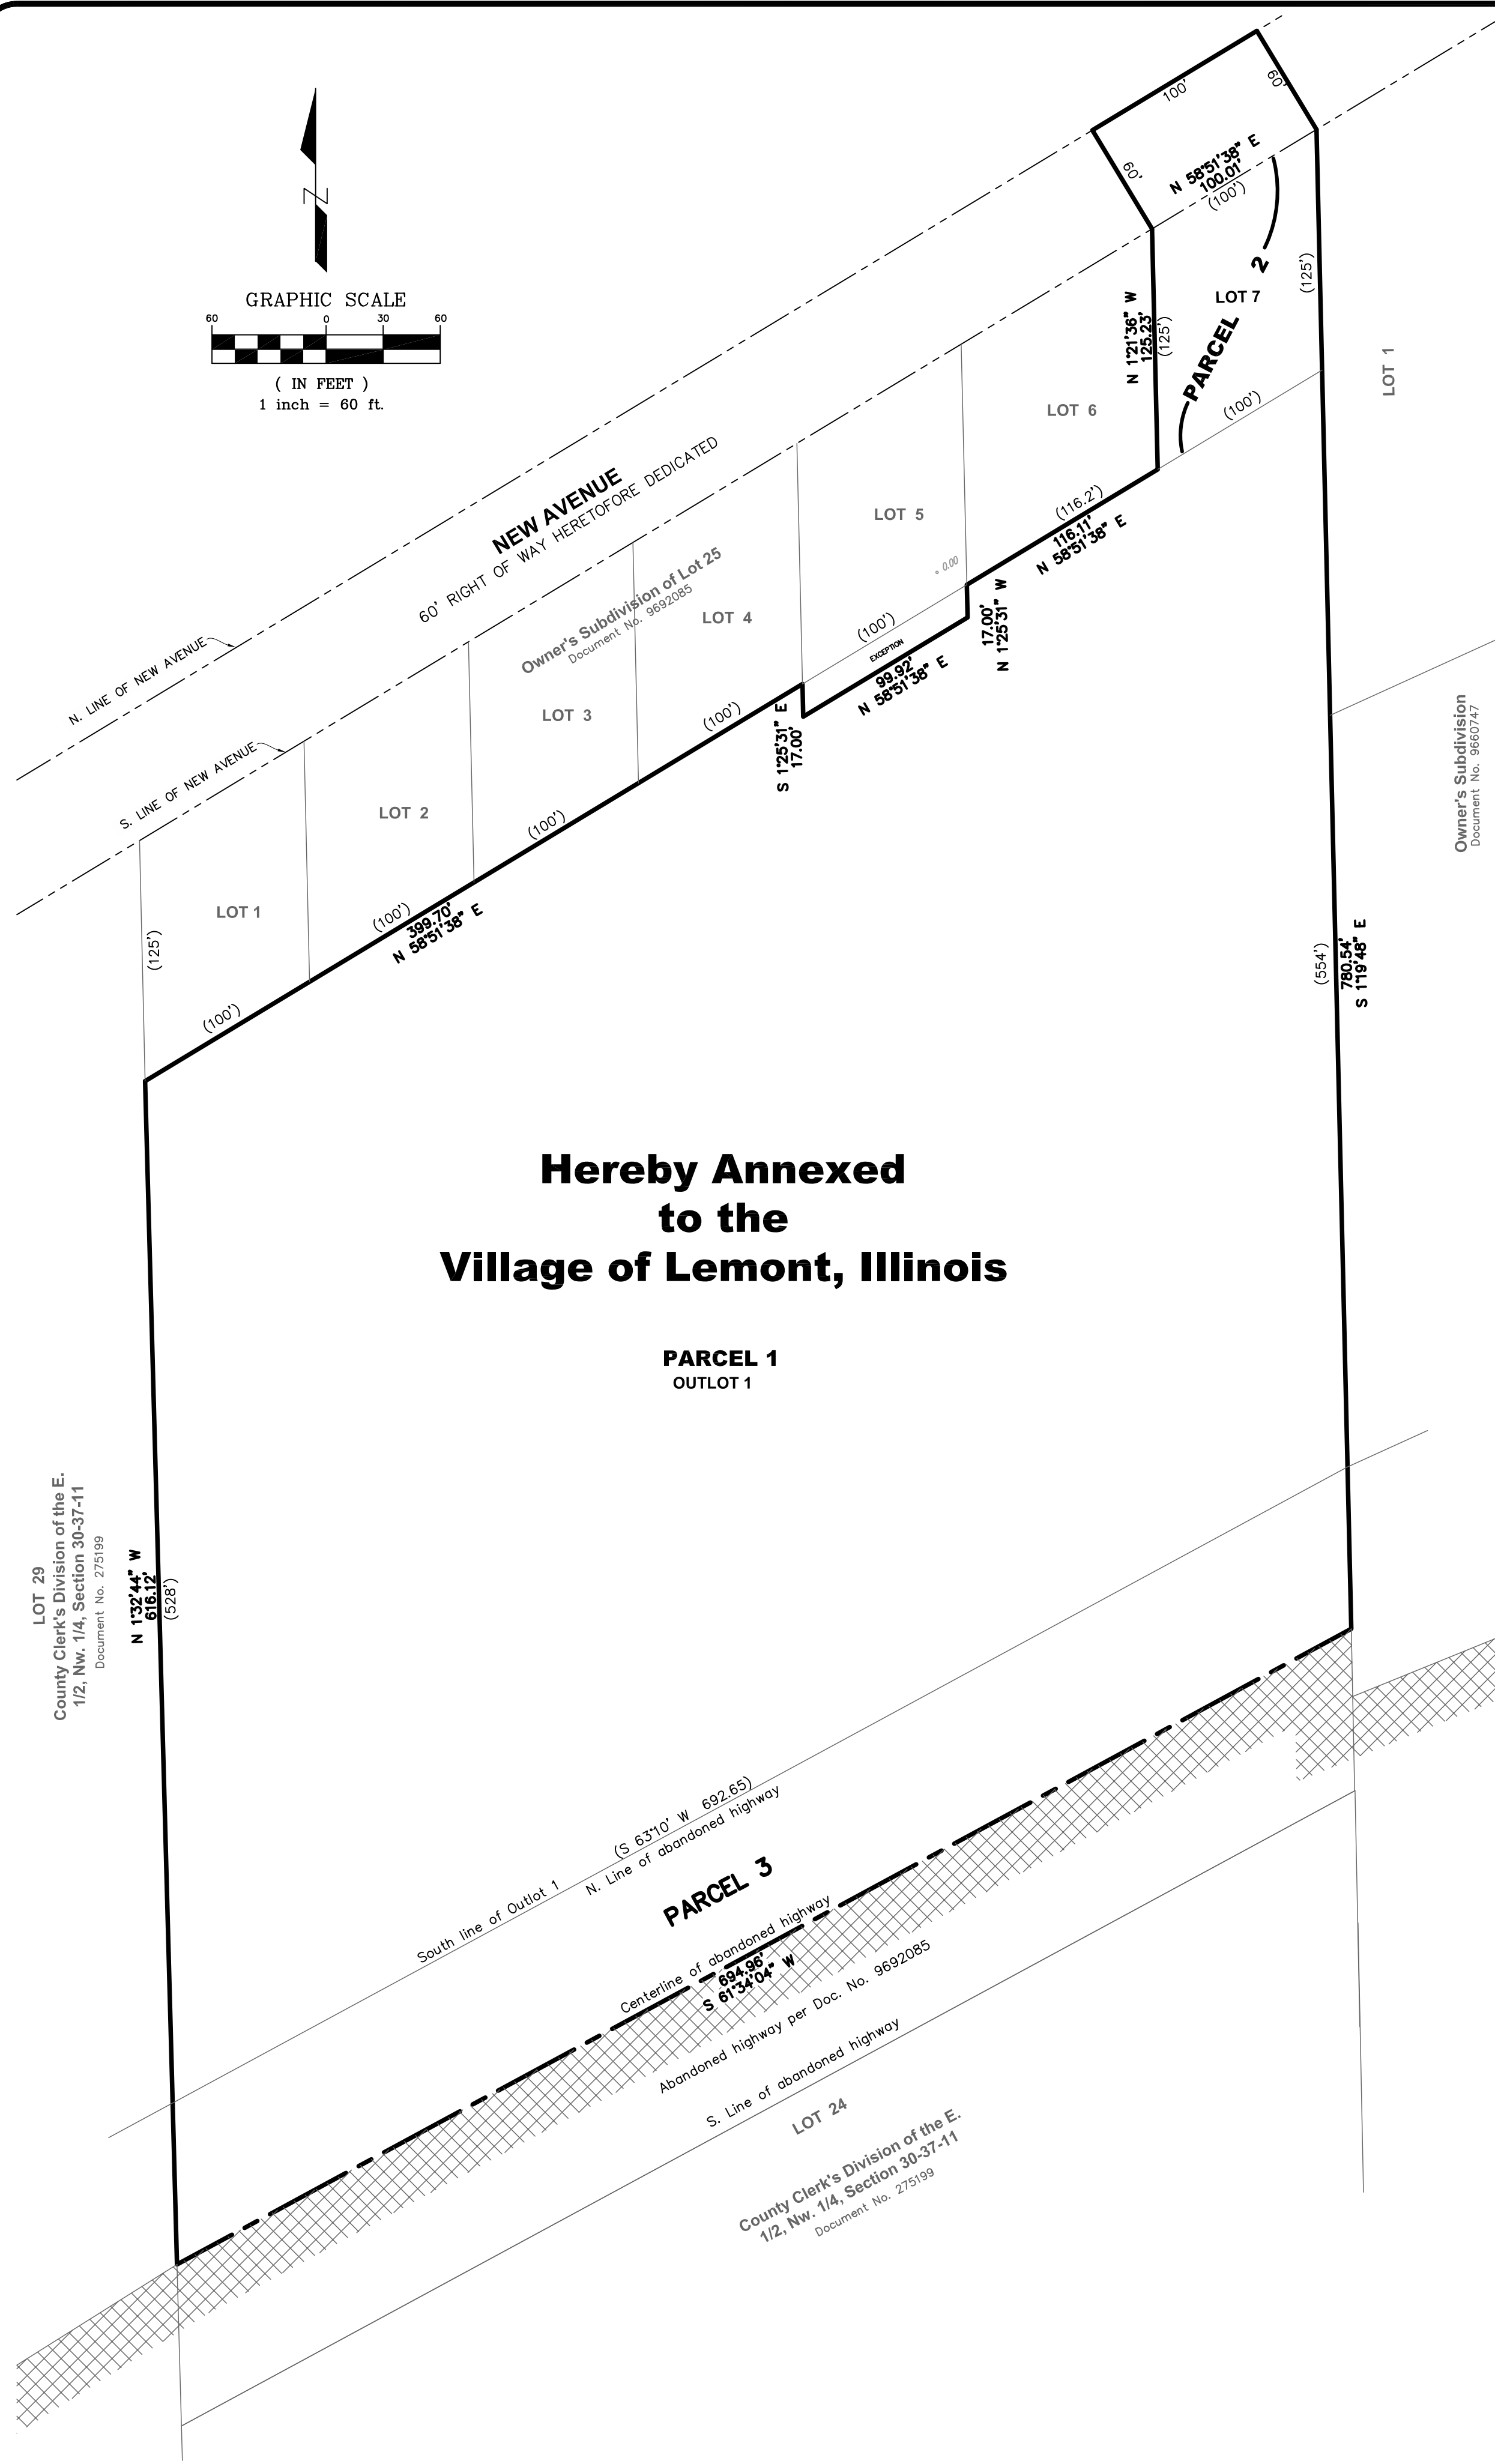 100'
60'
60'
N 58°51'38" E
100.01'
(100')
PARCEL 2
LOT 7
(125')
N 1°21'36" W
125.23'
(125')
(100')
LOT 1
Z
GRAPHIC SCALE
60 0 30 60
( IN FEET )
1 inch = 60 ft.
LOT 6
NEW AVENUE
60' RIGHT OF WAY HERETOFORE DEDICATED
LOT 5
° 0.00
(116.2')
116.11'
N 58°51'38" E
Owner's Subdivision of Lot 25
Document No. 9692085
LOT 4
(100')
EXCEPTION
99.92'
N 58°51'38" E
17.00'
N 1°25'31" W
N. LINE OF NEW AVENUE
S. LINE OF NEW AVENUE
LOT 3
(100')
S 1°25'31" E
17.00'
Owner's Subdivision
Document No. 9660747
LOT 2
(100')
LOT 1
(125')
(100')
399.70'
N 58°51'38" E
(100')
(554')
780.54'
S 1°19'48" E
Hereby Annexed
to the
Village of Lemont, Illinois
PARCEL 1
OUTLOT 1
LOT 29
County Clerk's Division of the E.
1/2, Nw. 1/4, Section 30-37-11
Document No. 275199
N 1°32'44" W
616.12'
(528')
(S 63°10' W 692.65)
South line of Outlot 1
N. Line of abandoned highway
PARCEL 3
Centerline of abandoned highway
694.96'
S 61°34'04" W
Abandoned highway per Doc. No. 9692085
S. Line of abandoned highway
LOT 24
County Clerk's Division of the E.
1/2, Nw. 1/4, Section 30-37-11
Document No. 275199